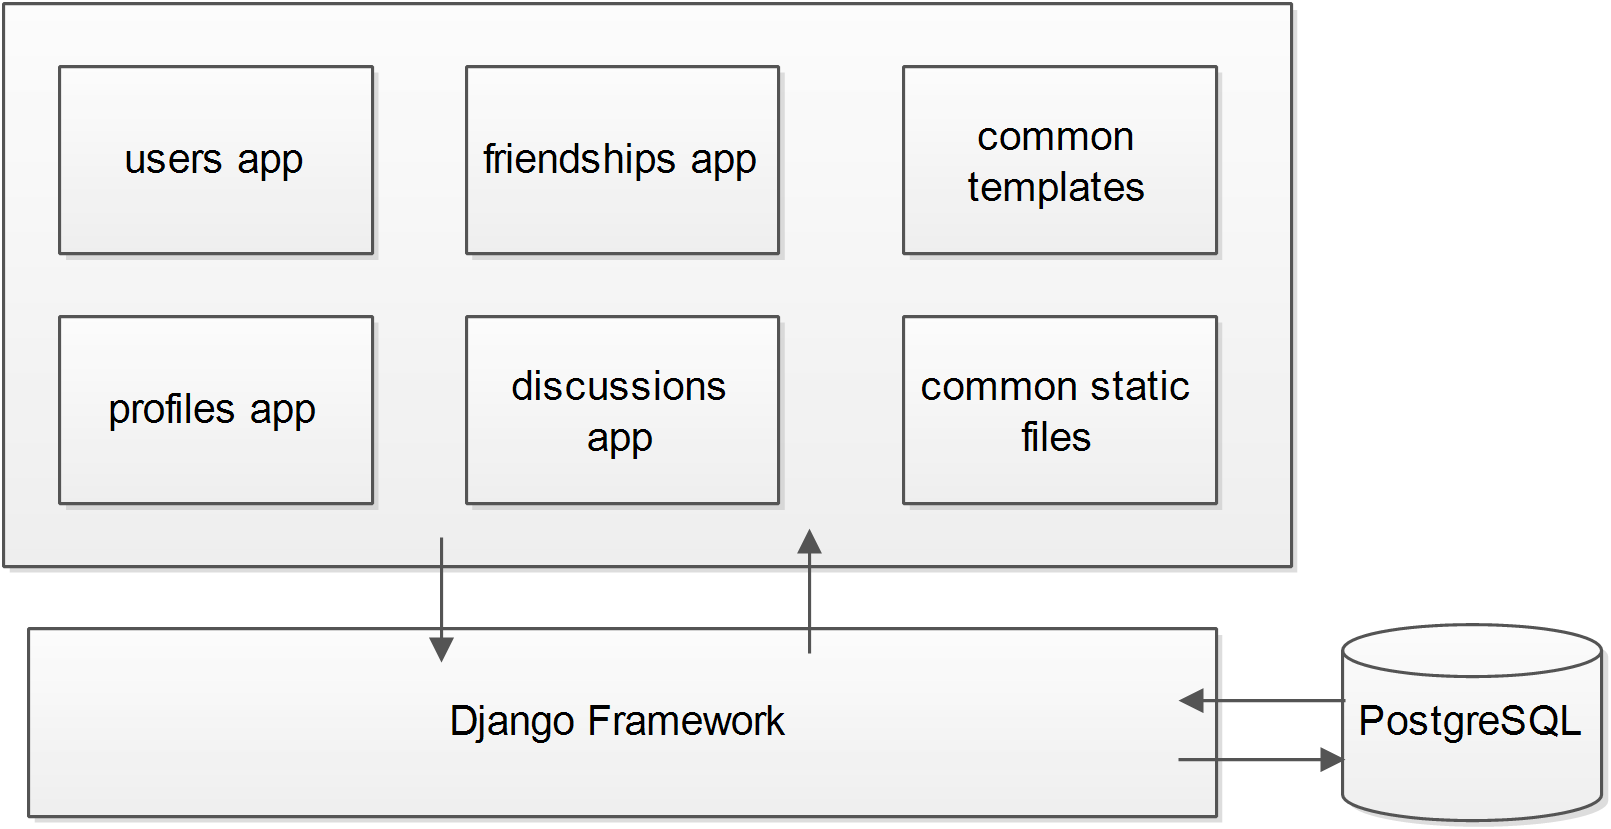 users app
friendships app
common
templates
profiles app
discussions
app
common static
files
Django Framework
PostgreSQL